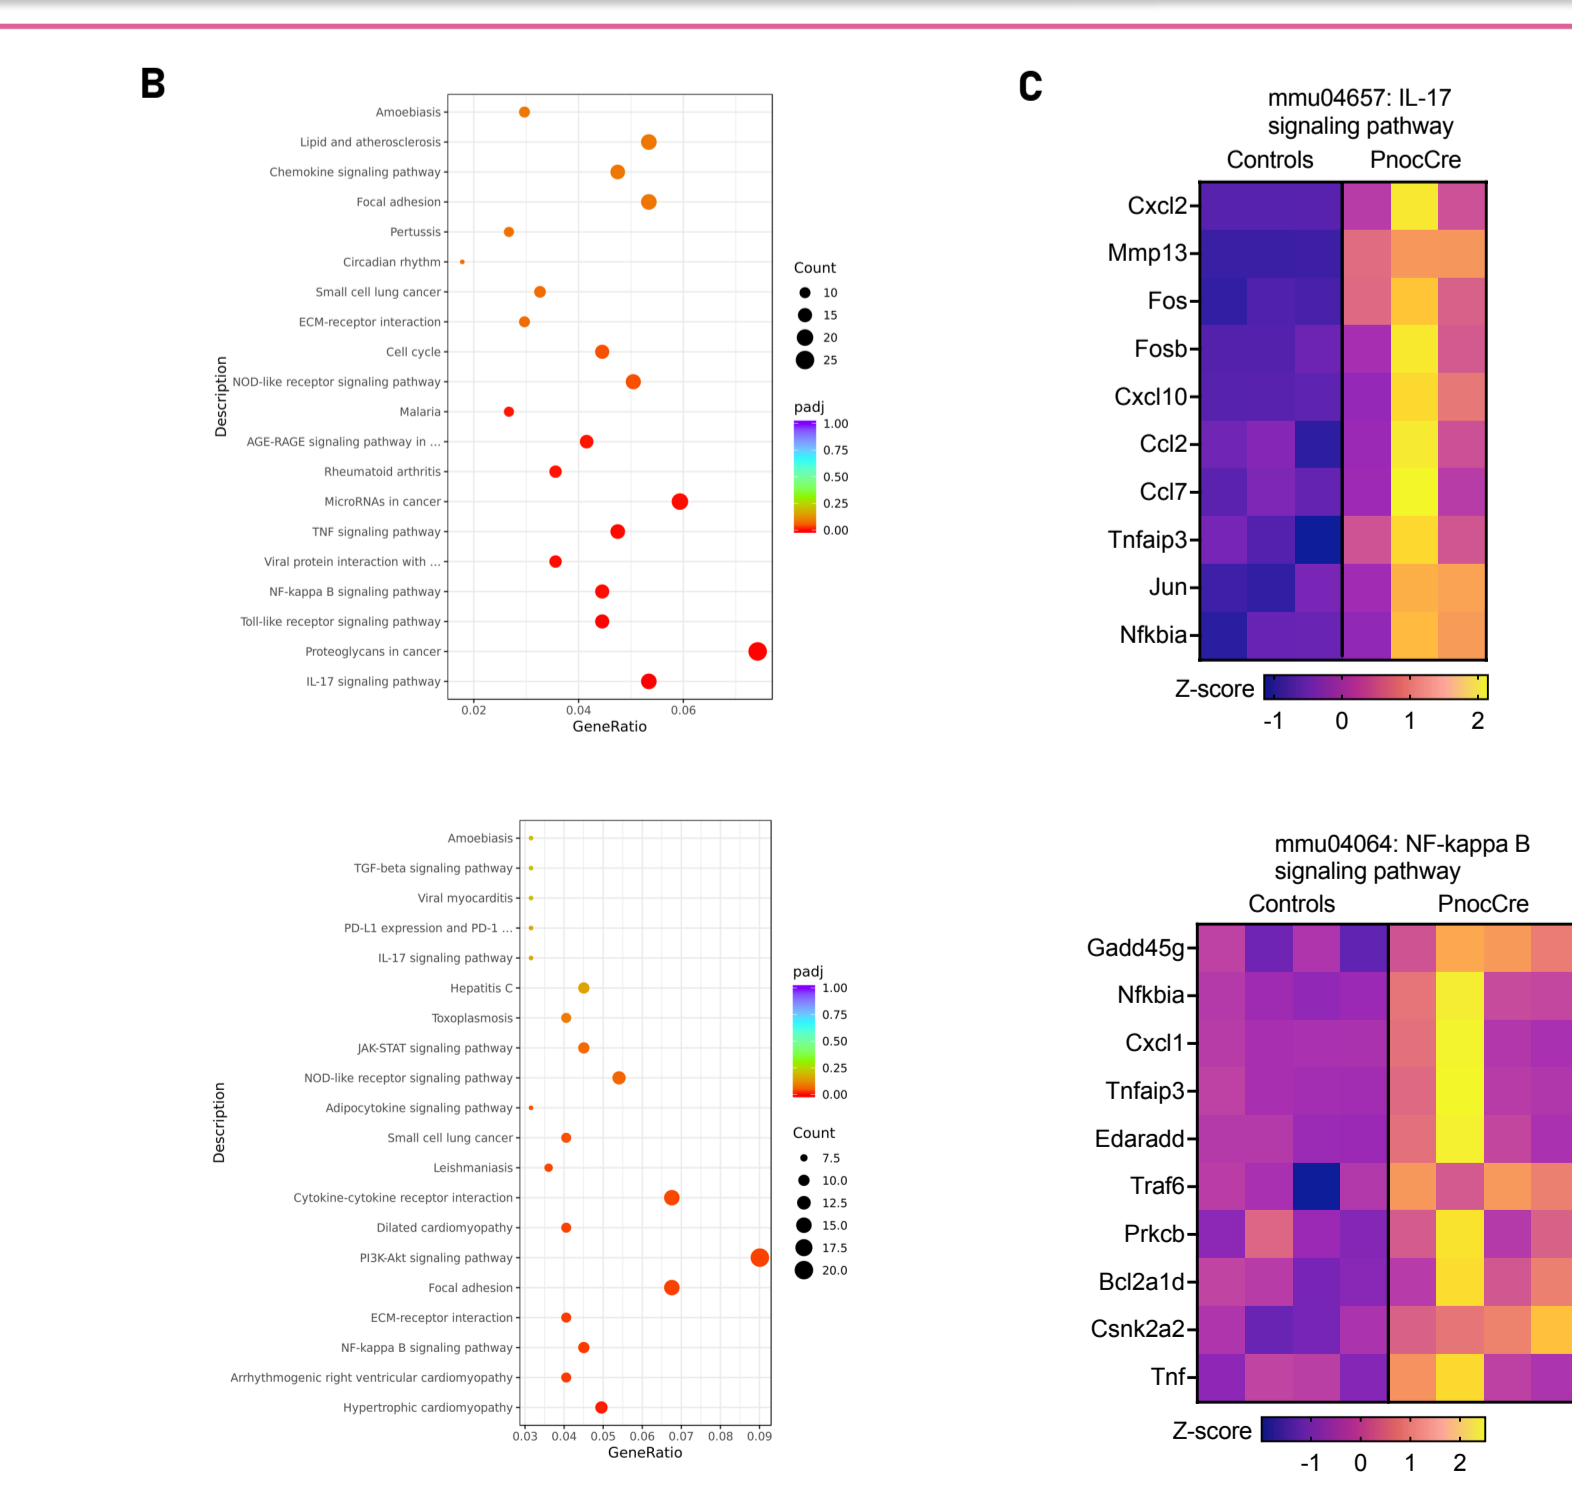 B
Amoebiasis
Lipid and atherosclerosis
Chemokine signaling pathway
Focal adhesion
Pertussis
Circadian rhythm
Small cell lung cancer
ECM-receptor interaction
Cell cycle
NOD-like receptor signaling pathway
Malaria
AGE-RAGE signaling pathway in ...
Rheumatoid arthritis
MicroRNAs in cancer
TNF signaling pathway
Viral protein interaction with ...
NF-kappa B signaling pathway
Toll-like receptor signaling pathway
Proteoglycans in cancer
IL-17 signaling pathway
Description
0.02 0.04 0.06
GeneRatio
Count
10
15
20
25
padj
1.00
0.75
0.50
0.25
0.00
C
mmu04657: IL-17
signaling pathway
Controls PnocCre
Cxcl2
Mmp13
Fos
Fosb
Cxcl10
Ccl2
Ccl7
Tnfaip3
Jun
Nfkbia
Z-score
-1 0 1 2
Amoebiasis
TGF-beta signaling pathway
Viral myocarditis
PD-L1 expression and PD-1 ...
IL-17 signaling pathway
Hepatitis C
Toxoplasmosis
JAK-STAT signaling pathway
NOD-like receptor signaling pathway
Adipocytokine signaling pathway
Small cell lung cancer
Leishmaniasis
Cytokine-cytokine receptor interaction
Dilated cardiomyopathy
PI3K-Akt signaling pathway
Focal adhesion
ECM-receptor interaction
NF-kappa B signaling pathway
Arrhythmogenic right ventricular cardiomyopathy
Hypertrophic cardiomyopathy
Description
0.03 0.04 0.05 0.06 0.07 0.08 0.09
GeneRatio
padj
1.00
0.75
0.50
0.25
0.00
Count
7.5
10.0
12.5
15.0
17.5
20.0
mmu04064: NF-kappa B
signaling pathway
Controls PnocCre
Gadd45g
Nfkbia
Cxcl1
Tnfaip3
Edaradd
Traf6
Prkcb
Bcl2a1d
Csnk2a2
Tnf
Z-score
-1 0 1 2